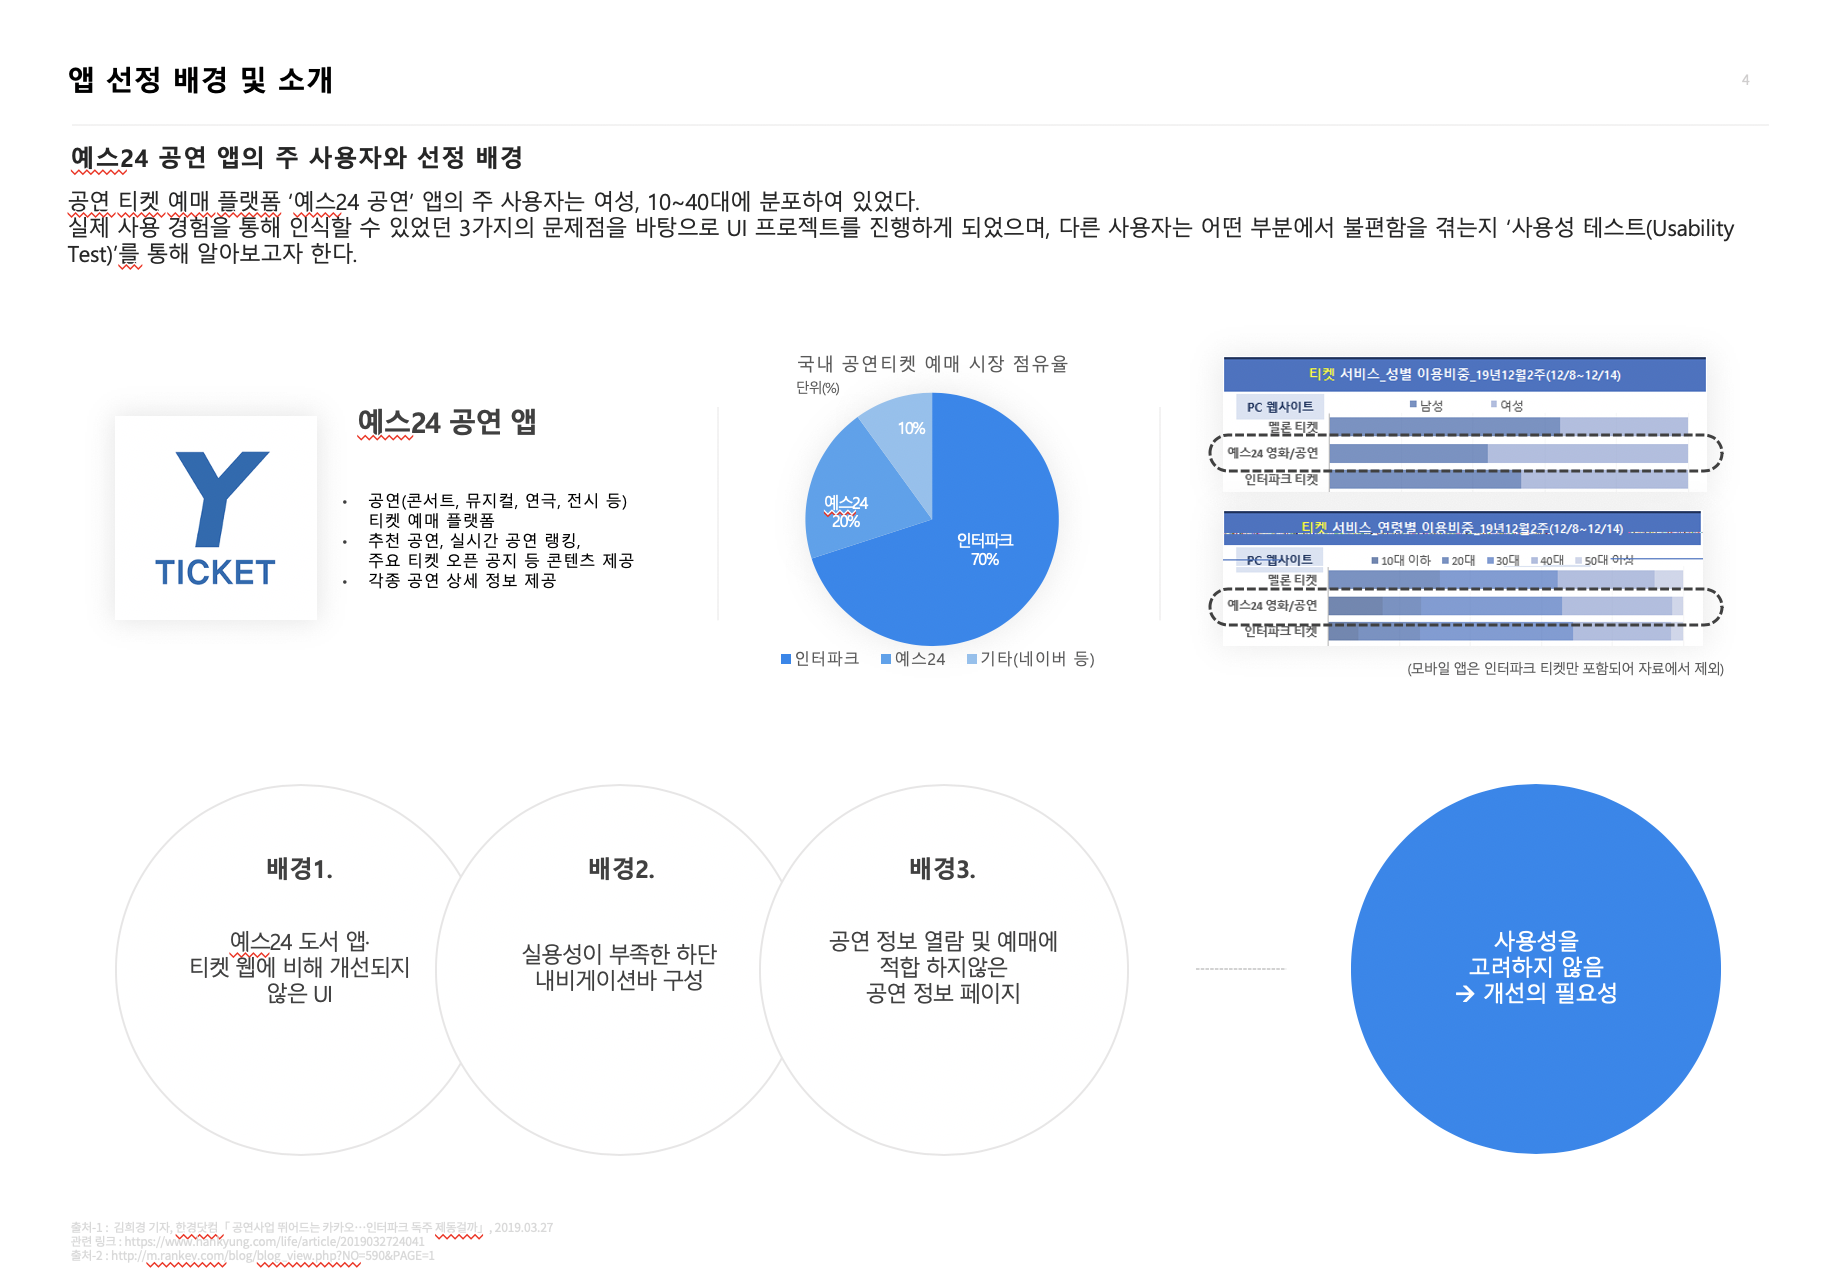 앱 선정 배경 및 소개
4
예스24 공연 앱의 주 사용자와 선정 배경
공연 티켓 예매 플랫폼 ‘예스24 공연’ 앱의 주 사용자는 여성, 10~40대에 분포하여 있었다.
실제 사용 경험을 통해 인식할 수 있었던 3가지의 문제점을 바탕으로 UI 프로젝트를 진행하게 되었으며, 다른 사용자는 어떤 부분에서 불편함을 겪는지 ‘사용성 테스트(Usability
Test)’를 통해 알아보고자 한다.
Y
TICKET
예스24 공연 앱
• 공연(콘서트, 뮤지컬, 연극, 전시 등)
티켓 예매 플랫폼
• 추천 공연, 실시간 공연 랭킹,
주요 티켓 오픈 공지 등 콘텐츠 제공
• 각종 공연 상세 정보 제공
국내 공연티켓 예매 시장 점유율
단위(%)
10%
예스24
20%
인터파크
70%
인터파크 예스24 기타(네이버 등)
티켓 서비스_성별 이용비중_19년12월2주(12/8~12/14)
PC 웹사이트 남성 여성
멜론 티켓
예스24 영화/공연
인터파크 티켓
티켓 서비스_연령별 이용비중_19년12월2주(12/8~12/14)
PC 웹사이트 10대 이하 20대 30대 40대 50대 이상
멜론 티켓
예스24 영화/공연
인터파크 티켓
(모바일 앱은 인터파크 티켓만 포함되어 자료에서 제외)
배경1.
예스24 도서 앱·
티켓 웹에 비해 개선되지
않은 UI
배경2.
실용성이 부족한 하단
내비게이션바 구성
배경3.
공연 정보 열람 및 예매에
적합 하지않은
공연 정보 페이지
사용성을
고려하지 않음
→ 개선의 필요성
출처-1 : 김희경 기자, 한경닷컴「 공연사업 뛰어드는 카카오…인터파크 독주 제동걸까」, 2019.03.27
관련 링크 : https://www.hankyung.com/life/article/2019032724041
출처-2 : http://m.rankey.com/blog/blog_view.php?NO=590&PAGE=1